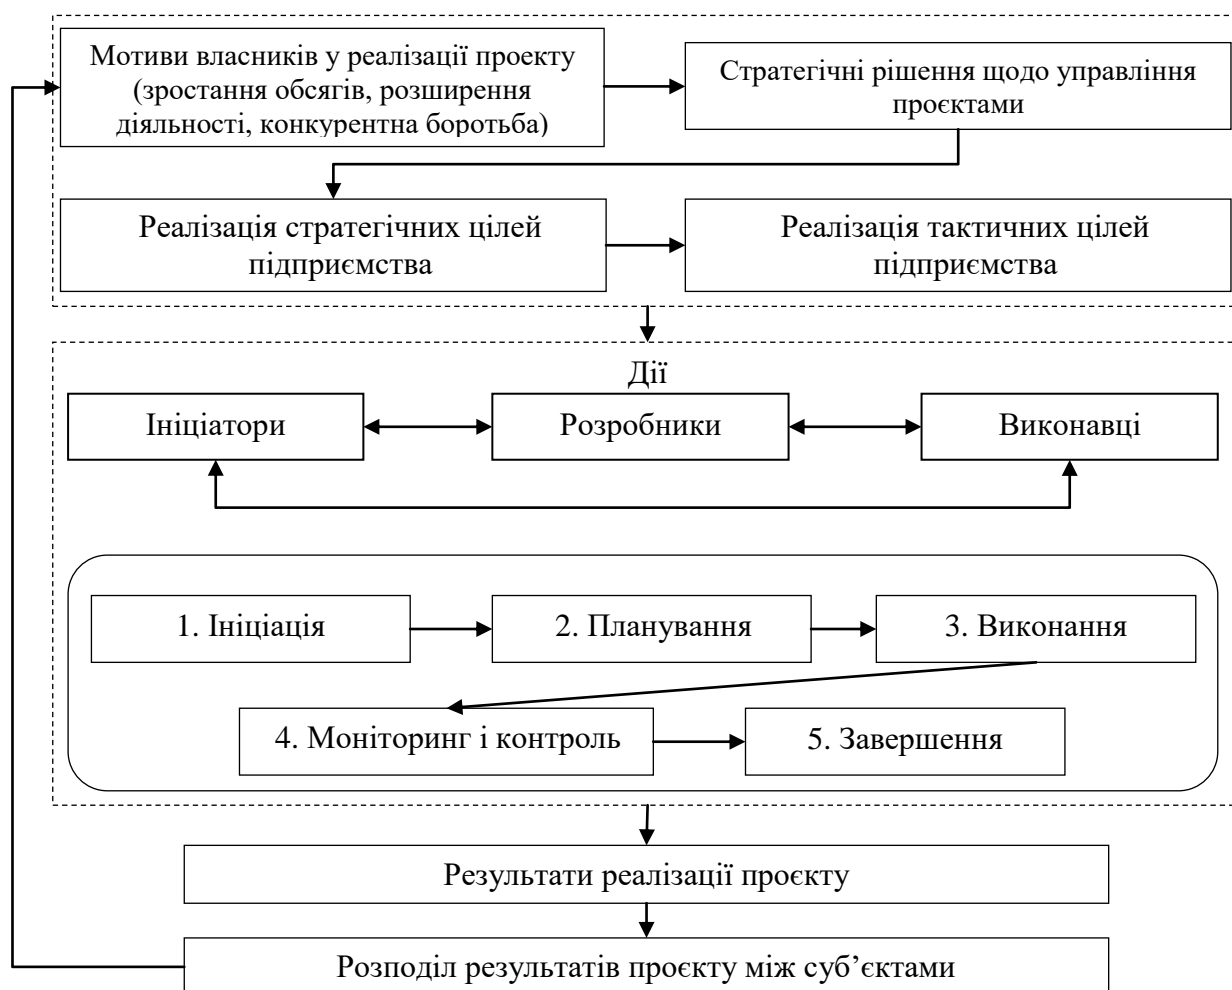 Мотиви власників у реалізації проекту
(зростання обсягів, розширення
діяльності, конкурентна боротьба)
Стратегічні рішення щодо управління
проєктами
Реалізація стратегічних цілей
підприємства
Реалізація тактичних цілей
підприємства
Дії
Ініціатори
Розробники
Виконавці
1. Ініціація
2. Планування
3. Виконання
4. Моніторинг і контроль
5. Завершення
Результати реалізації проєкту
Розподіл результатів проєкту між суб’єктами